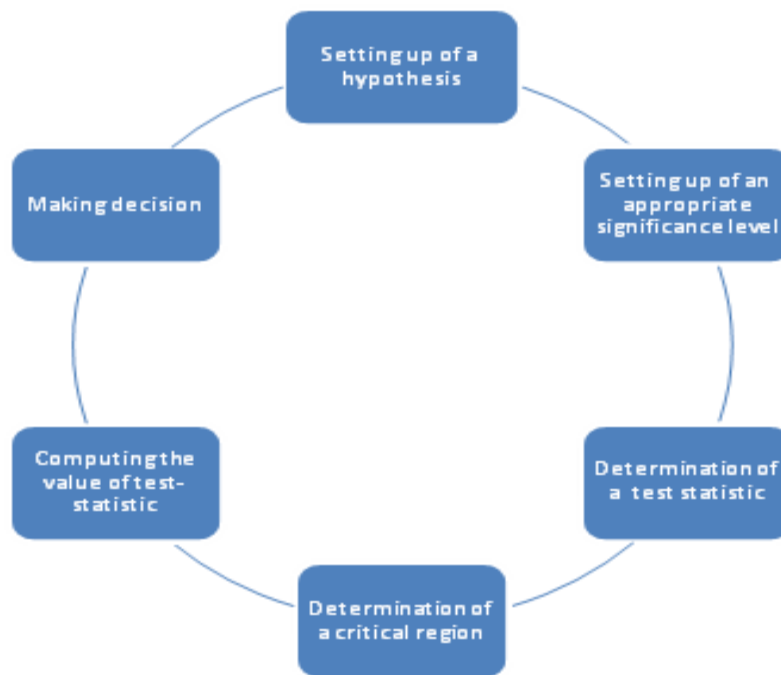 Setting up of a
hypothesis
Setting up of an
appropriate
significance level
Determination of
a test statistic
Determination of
a critical region
Computing the
value of test-
statistic
Making decision